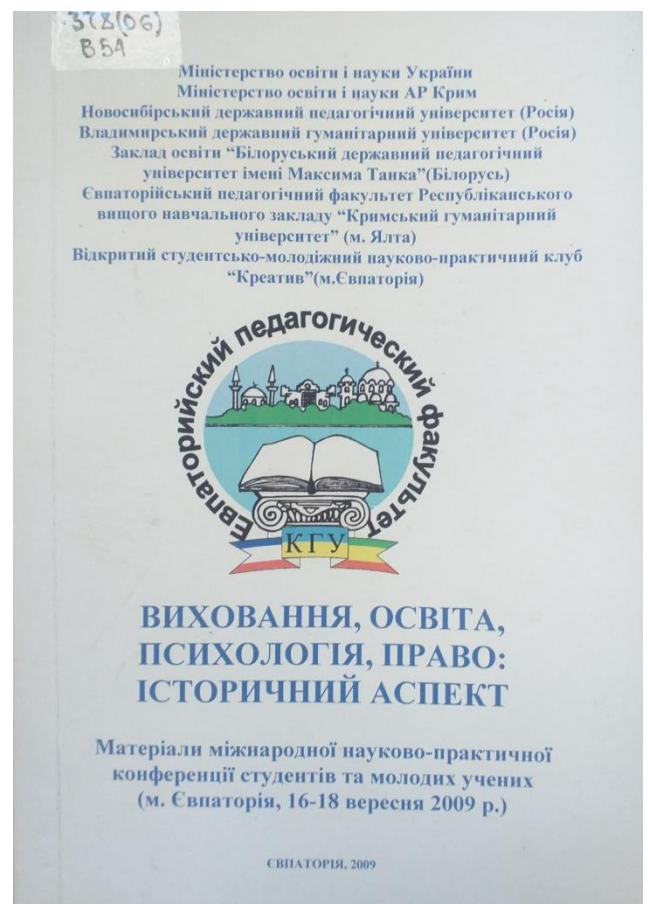 378(06)
В54
Міністерство освіти і науки України
Міністерство освіти і науки АР Крим
Новосибірський державний педагогічний університет (Росія)
Владимирський державний гуманітарний університет (Росія)
Заклад освіти “Білоруський державний педагогічний
університет імені Максима Танка”(Білорусь)
Євпаторійський педагогічний факультет Республіканського
вищого навчального закладу “Кримський гуманітарний
університет” (м. Ялта)
Відкритий студентсько-молодіжний науково-практичний клуб
“Креатив”(м.Євпаторія)
Евпаторийский педагогический факультет
КГУ
ВИХОВАННЯ, ОСВІТА,
ПСИХОЛОГІЯ, ПРАВО:
ІСТОРИЧНИЙ АСПЕКТ
Матеріали міжнародної науково-практичної
конференції студентів та молодих учених
(м. Євпаторія, 16-18 вересня 2009 р.)
ЄВПАТОРІЯ, 2009